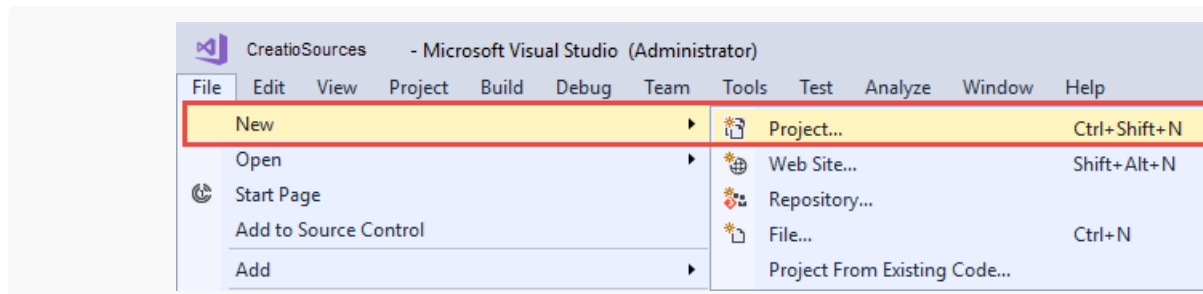 CreatioSources - Microsoft Visual Studio (Administrator)
File Edit View Project Build Debug Team Tools Test Analyze Window Help
New Project... Ctrl+Shift+N
Open Web Site... Shift+Alt+N
Start Page Repository...
Add to Source Control File... Ctrl+N
Add Project From Existing Code...